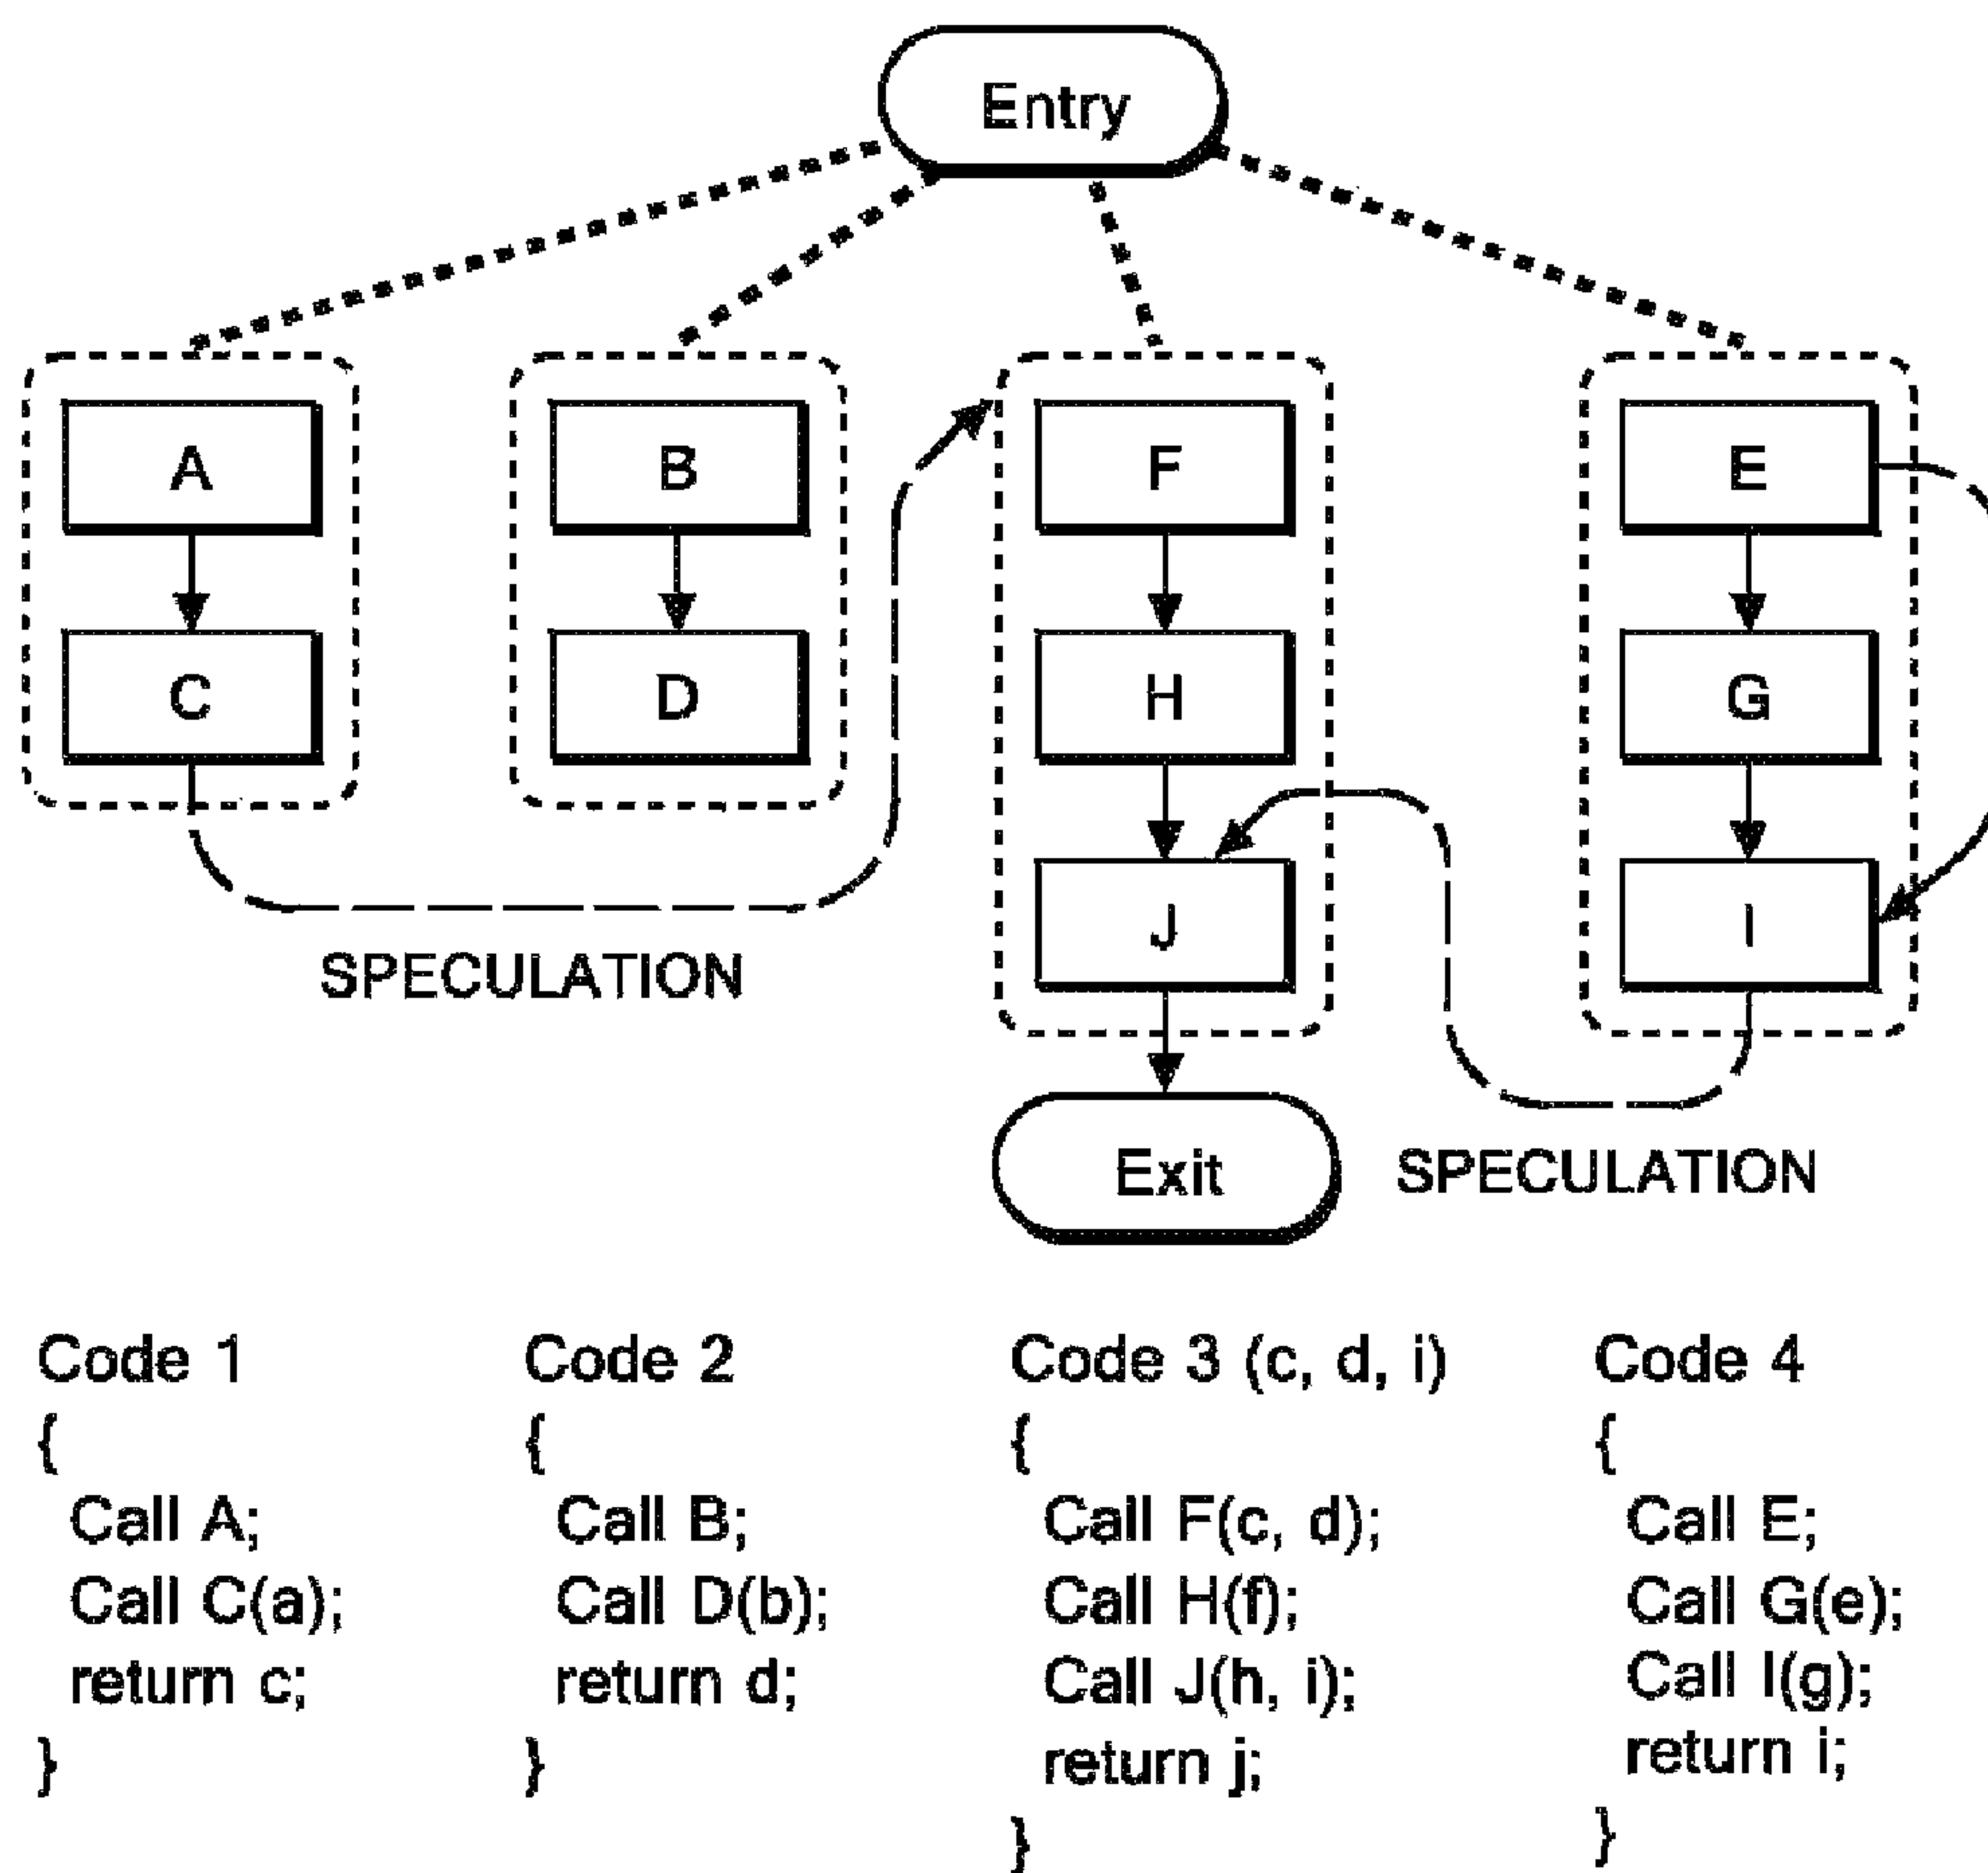 Entry
A
B
F
E
C
D
H
G
J
I
SPECULATION
Exit
SPECULATION
Code 1
{
Call A;
Call C(a);
return c;
}
Code 2
{
Call B;
Call D(b);
return d;
}
Code 3 (c, d, i)
{
Call F(c, d);
Call H(f);
Call J(h, i);
return j;
}
Code 4
{
Call E;
Call G(e);
Call I(g);
return i;
}